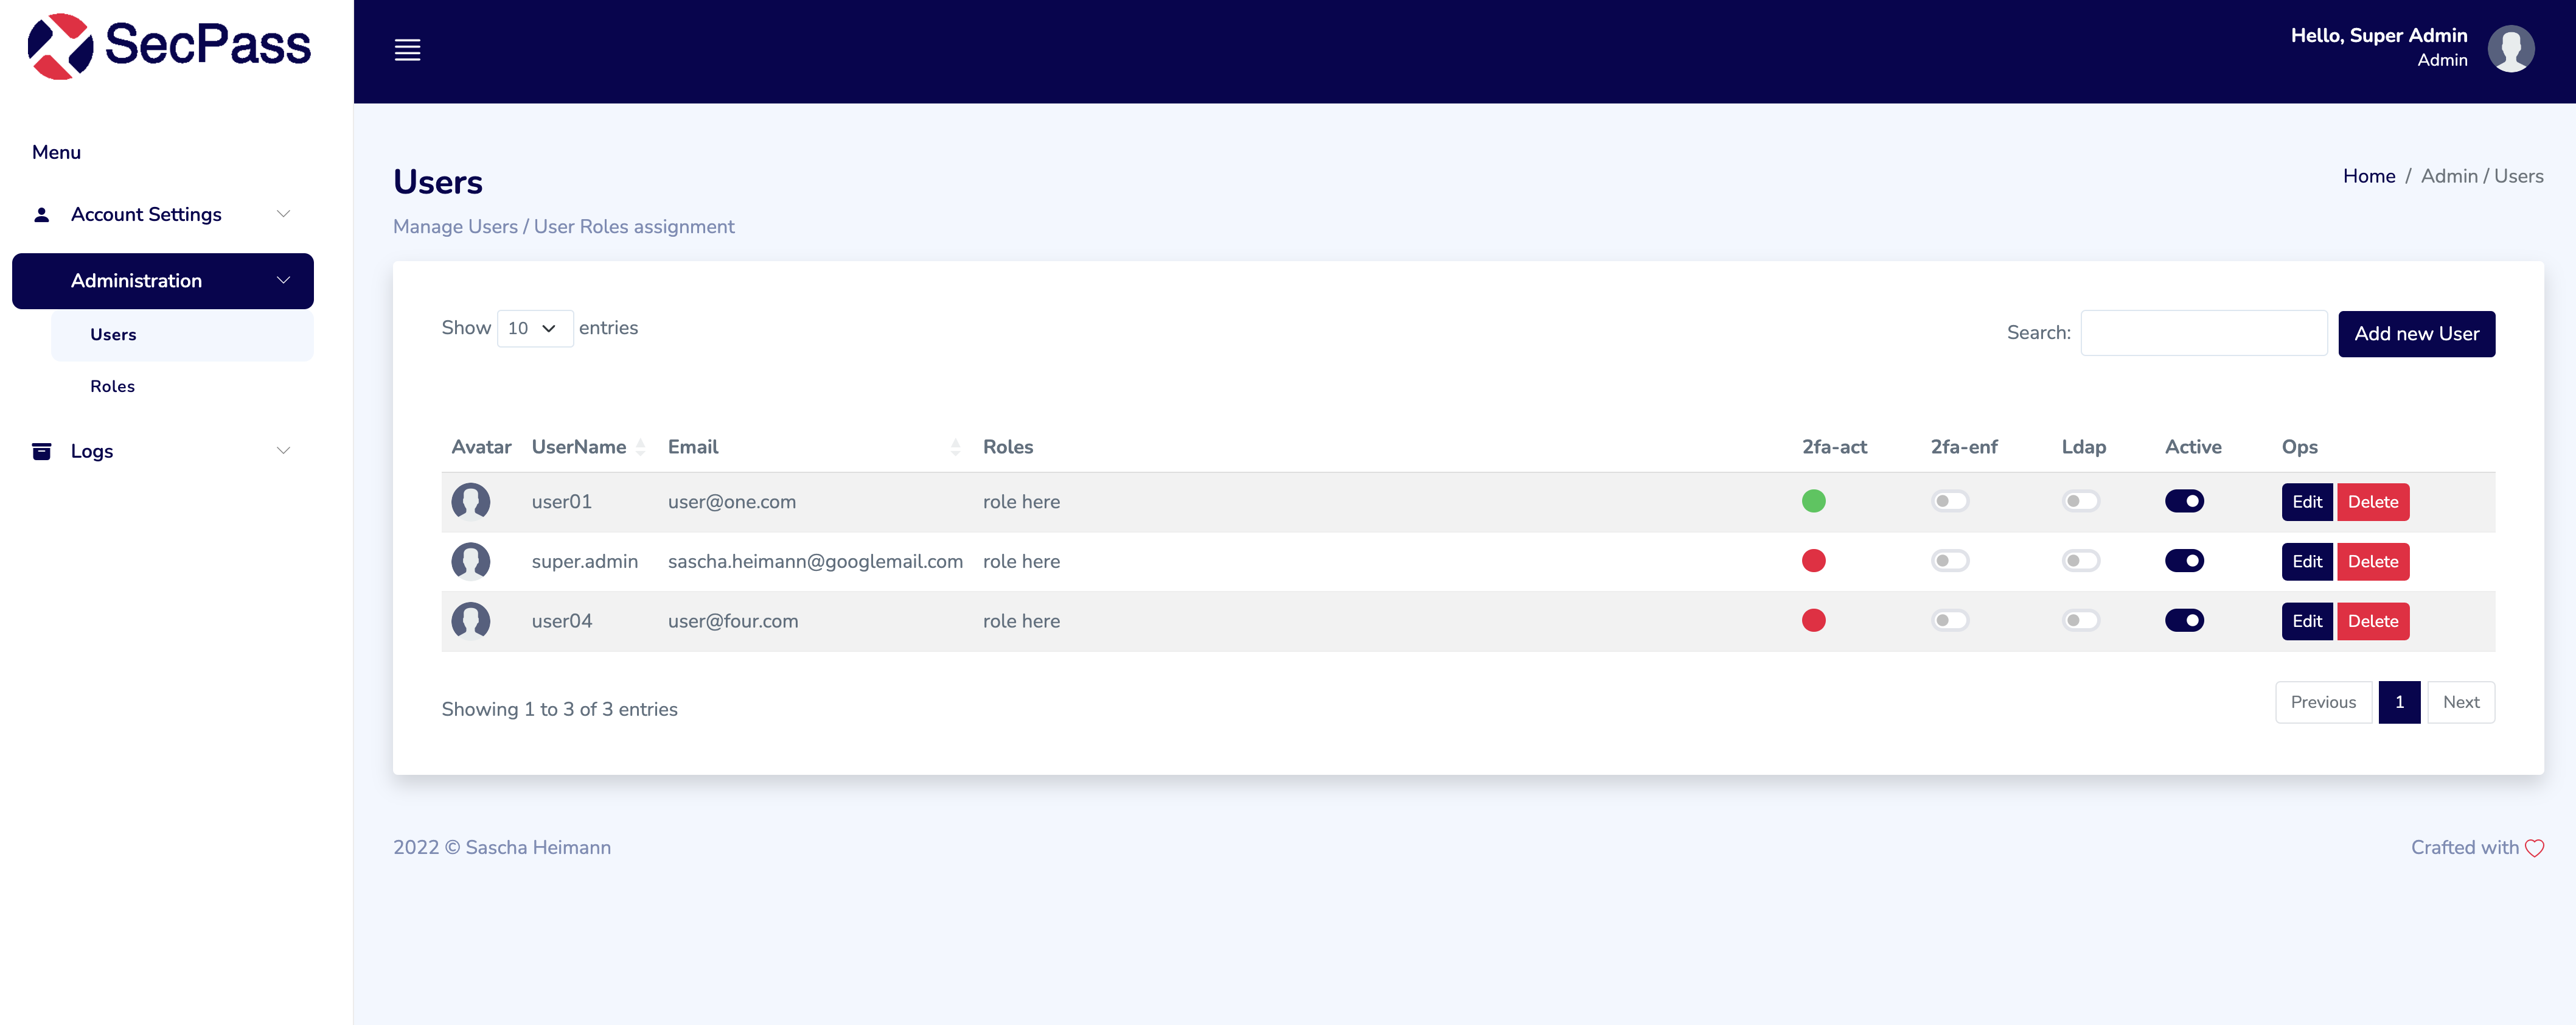 SecPass
Hello, Super Admin
Admin
Menu
Account Settings
Administration
Users
Roles
Logs
Users
Home / Admin / Users
Manage Users / User Roles assignment
Show 10 entries
Search:
Add new User
Avatar UserName Email Roles 2fa-act 2fa-enf Ldap Active Ops
user01 user@one.com role here Edit Delete
super.admin sascha.heimann@googlemail.com role here Edit Delete
user04 user@four.com role here Edit Delete
Showing 1 to 3 of 3 entries
Previous 1 Next
2022 © Sascha Heimann
Crafted with